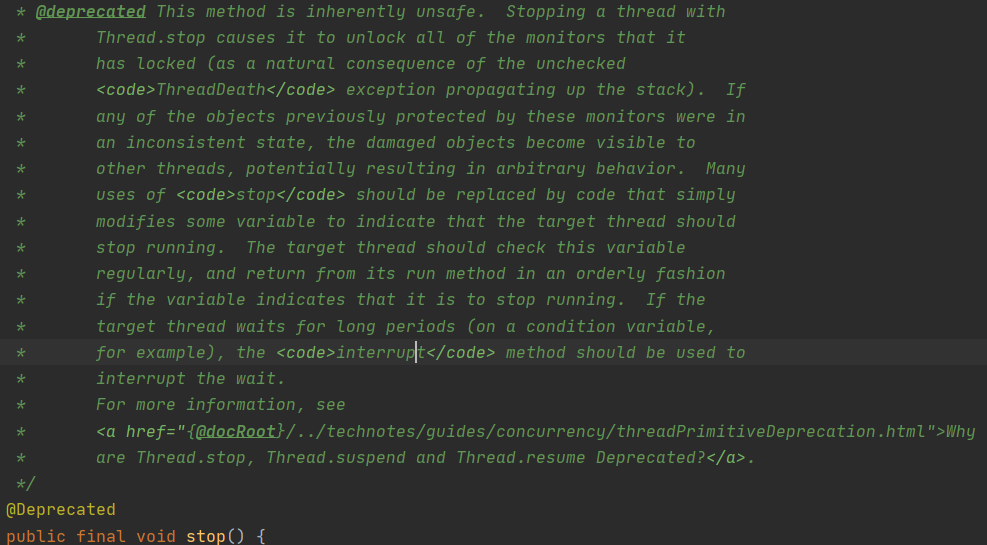 * @deprecated This method is inherently unsafe.  Stopping a thread with
*       Thread.stop causes it to unlock all of the monitors that it
*       has locked (as a natural consequence of the unchecked
*       <code>ThreadDeath</code> exception propagating up the stack).  If
*       any of the objects previously protected by these monitors were in
*       an inconsistent state, the damaged objects become visible to
*       other threads, potentially resulting in arbitrary behavior.  Many
*       uses of <code>stop</code> should be replaced by code that simply
*       modifies some variable to indicate that the target thread should
*       stop running.  The target thread should check this variable
*       regularly, and return from its run method in an orderly fashion
*       if the variable indicates that it is to stop running.  If the
*       target thread waits for long periods (on a condition variable,
*       for example), the <code>interrupt</code> method should be used to
*       interrupt the wait.
*       For more information, see
*       <a href="{@docRoot}/../technotes/guides/concurrency/threadPrimitiveDeprecation.html">Why
*       are Thread.stop, Thread.suspend and Thread.resume Deprecated?</a>.
*/
@Deprecated
public final void stop() {